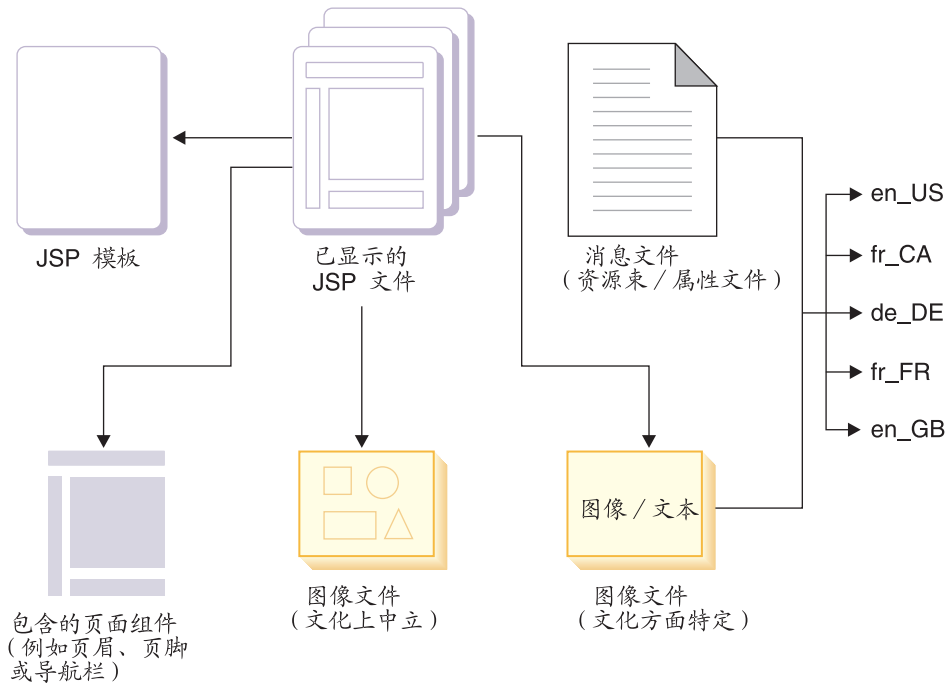 JSP 模板
已显示的
JSP 文件
消息文件
(资源束/属性文件)
en_US
fr_CA
de_DE
fr_FR
en_GB
图像/文本
包含的页面组件
(例如页眉、页脚
或导航栏)
图像文件
(文化上中立)
图像文件
(文化方面特定)